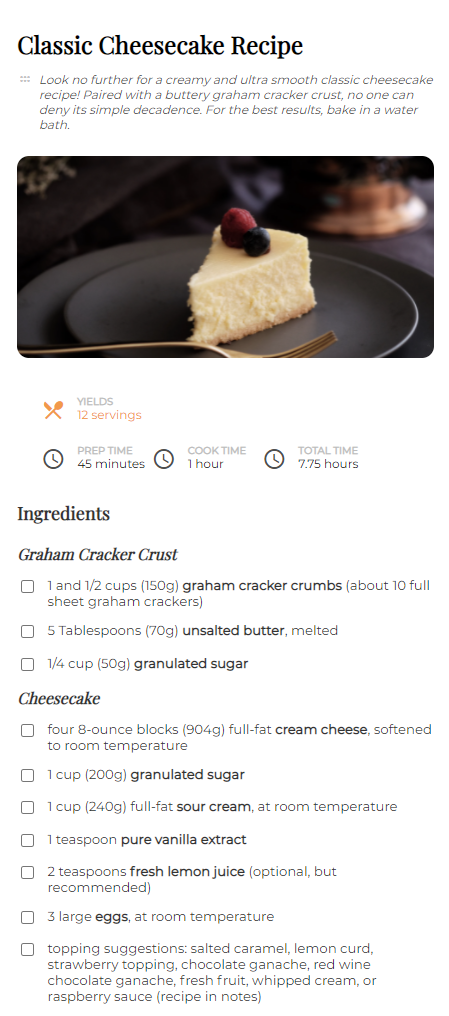 Classic Cheesecake Recipe
Look no further for a creamy and ultra smooth classic cheesecake
recipe! Paired with a buttery graham cracker crust, no one can
deny its simple decadence. For the best results, bake in a water
bath.
YIELDS
12 servings
PREP TIME
45 minutes
COOK TIME
1 hour
TOTAL TIME
7.75 hours
Ingredients
Graham Cracker Crust
1 and 1/2 cups (150g) graham cracker crumbs (about 10 full
sheet graham crackers)
5 Tablespoons (70g) unsalted butter, melted
1/4 cup (50g) granulated sugar
Cheesecake
four 8-ounce blocks (904g) full-fat cream cheese, softened
to room temperature
1 cup (200g) granulated sugar
1 cup (240g) full-fat sour cream, at room temperature
1 teaspoon pure vanilla extract
2 teaspoons fresh lemon juice (optional, but
recommended)
3 large eggs, at room temperature
topping suggestions: salted caramel, lemon curd,
strawberry topping, chocolate ganache, red wine
chocolate ganache, fresh fruit, whipped cream, or
raspberry sauce (recipe in notes)